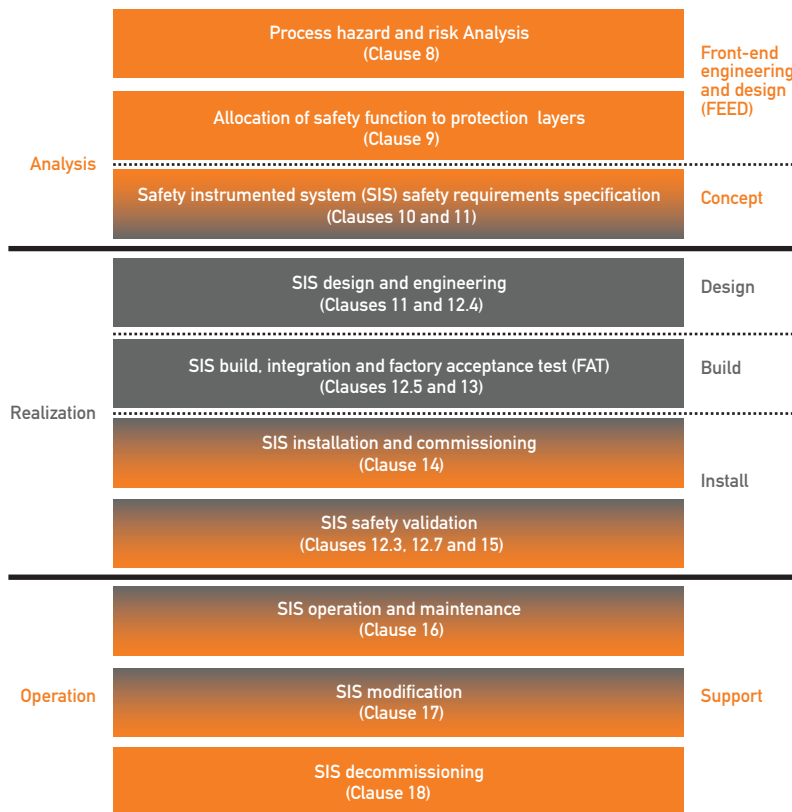 Process hazard and risk Analysis
(Clause 8)
Front-end
engineering
and design
(FEED)
Allocation of safety function to protection layers
(Clause 9)
Analysis
Safety instrumented system (SIS) safety requirements specification
(Clauses 10 and 11)
Concept
SIS design and engineering
(Clauses 11 and 12.4)
Design
SIS build, integration and factory acceptance test (FAT)
(Clauses 12.5 and 13)
Build
Realization
SIS installation and commissioning
(Clause 14)
Install
SIS safety validation
(Clauses 12.3, 12.7 and 15)
SIS operation and maintenance
(Clause 16)
Operation
SIS modification
(Clause 17)
Support
SIS decommissioning
(Clause 18)